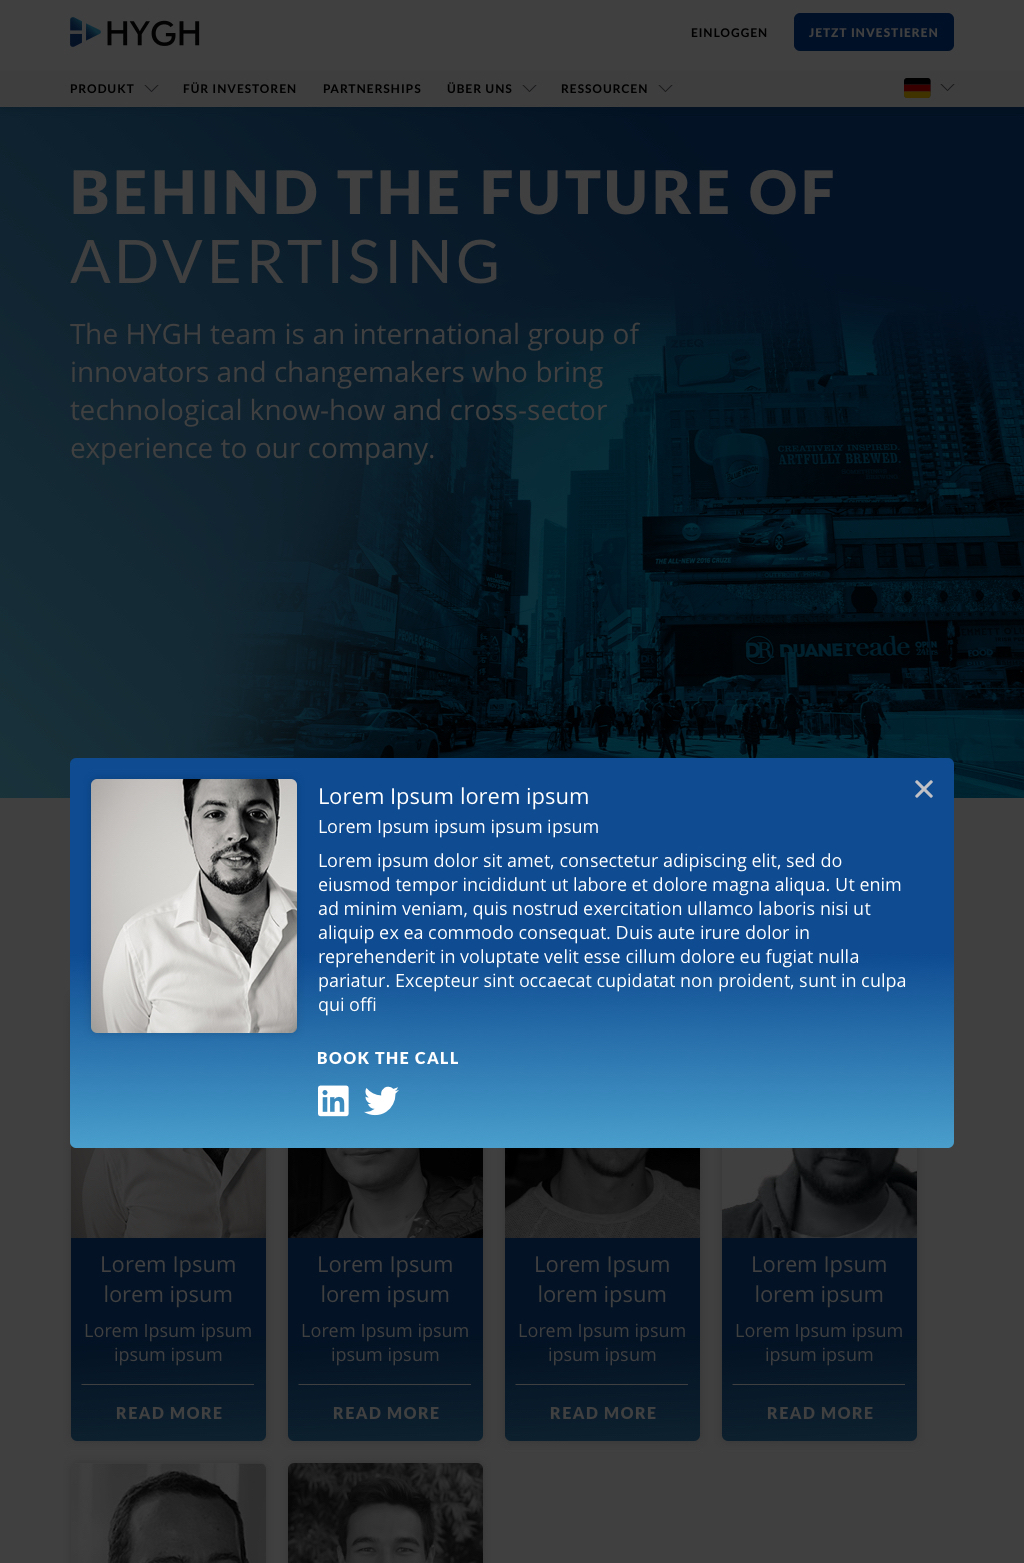 HYGH
EINLOGGEN
JETZT INVESTIEREN
PRODUKT
FÜR INVESTOREN
PARTNERSHIPS
ÜBER UNS
RESSOURCEN
BEHIND THE FUTURE OF
ADVERTISING
The HYGH team is an international group of
innovators and changemakers who bring
technological know-how and cross-sector
experience to our company.
CREATIVELY INSPIRED.
ARTFULLY BREWED.
THE ALL-NEW 2016 CRUZE
DR DUANEreade
OPEN
FOOD
Lorem Ipsum lorem ipsum
Lorem Ipsum ipsum ipsum ipsum
Lorem ipsum dolor sit amet, consectetur adipiscing elit, sed do
eiusmod tempor incididunt ut labore et dolore magna aliqua. Ut enim
ad minim veniam, quis nostrud exercitation ullamco laboris nisi ut
aliquip ex ea commodo consequat. Duis aute irure dolor in
reprehenderit in voluptate velit esse cillum dolore eu fugiat nulla
pariatur. Excepteur sint occaecat cupidatat non proident, sunt in culpa
qui offi
BOOK THE CALL
in
Lorem Ipsum
lorem ipsum
Lorem Ipsum ipsum
ipsum ipsum
READ MORE
Lorem Ipsum
lorem ipsum
Lorem Ipsum ipsum
ipsum ipsum
READ MORE
Lorem Ipsum
lorem ipsum
Lorem Ipsum ipsum
ipsum ipsum
READ MORE
Lorem Ipsum
lorem ipsum
Lorem Ipsum ipsum
ipsum ipsum
READ MORE